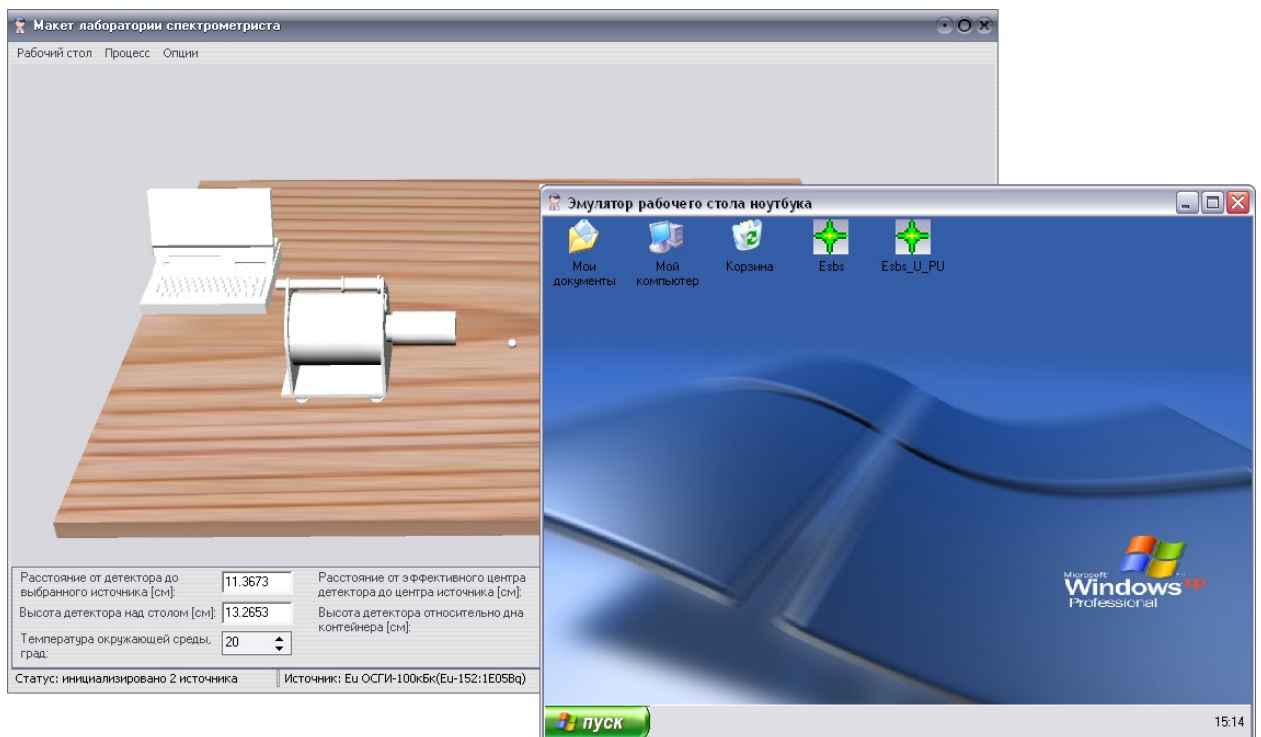 Макет лаборатории спектрометриста
Рабочий стол Процесс Опции
Эмулятор рабочего стола ноутбука
Мои
документы
Мой
компьютер
Корзина
Esbs
Esbs_U_PU
Microsoft
Windows xp
Professional
Расстояние от детектора до
выбранного источника [см]:
11.3673
Расстояние от эффективного центра
детектора до центра источника [см]:
Высота детектора над столом [см]:
13.2653
Высота детектора относительно дна
контейнера [см]:
Температура окружающей среды,
град:
20
Статус: инициализировано 2 источника
Источник: Eu ОСГИ-100кБк(Eu-152:1E05Bq)
пуск
15:14